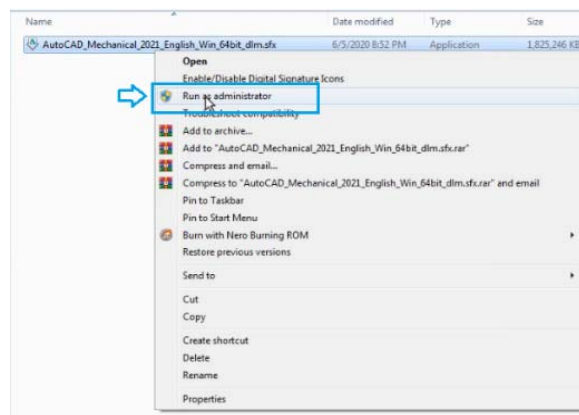 Name Date modified Type Size
AutoCAD_Mechanical_2021_English_Win_64bit_dlm.sfx 6/5/2020 8:52 PM Application 1,825,246 KB
Open
Enable/Disable Digital Signature Icons
Run as administrator
Troubleshoot compatibility
Add to archive...
Add to "AutoCAD_Mechanical_2021_English_Win_64bit_dlm.sfx.rar"
Compress and email...
Compress to "AutoCAD_Mechanical_2021_English_Win_64bit_dlm.sfx.rar" and email
Pin to Taskbar
Pin to Start Menu
Burn with Nero Burning ROM
Restore previous versions
Send to
Cut
Copy
Create shortcut
Delete
Rename
Properties